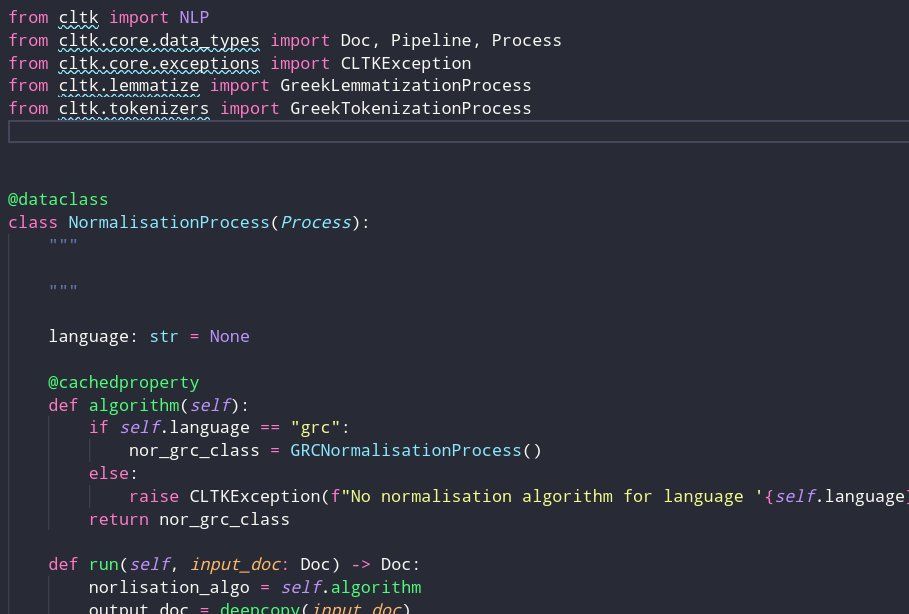 from cltk import NLP
from cltk.core.data_types import Doc, Pipeline, Process
from cltk.core.exceptions import CLTKException
from cltk.lemmatize import GreekLemmatizationProcess
from cltk.tokenizers import GreekTokenizationProcess
@dataclass
class NormalisationProcess(Process):
"""
"""
language: str = None
@cachedproperty
def algorithm(self):
if self.language == "grc":
nor_grc_class = GRCNormalisationProcess()
else:
raise CLTKException(f"No normalisation algorithm for language '{self.language}
return nor_grc_class
def run(self, input_doc: Doc) -> Doc:
norlisation_algo = self.algorithm
output_doc = deepcopy(input_doc)